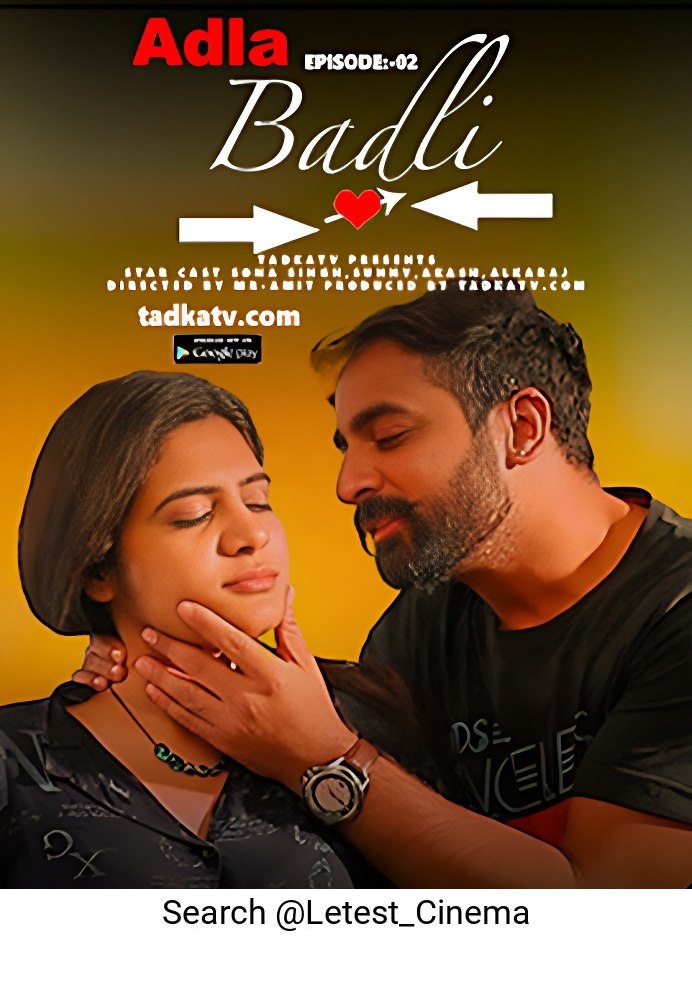 Adla EPISODE:-02
Badli
TADKATV PRESENTS
STAR CAST SONA SINGH,SUNNY,AKASH,ALKARAJ
DIRECTED BY MR-AMIT PRODUCED BY TADKATV.COM
tadkatv.com
Google play
DSE
Search @Letest_Cinema